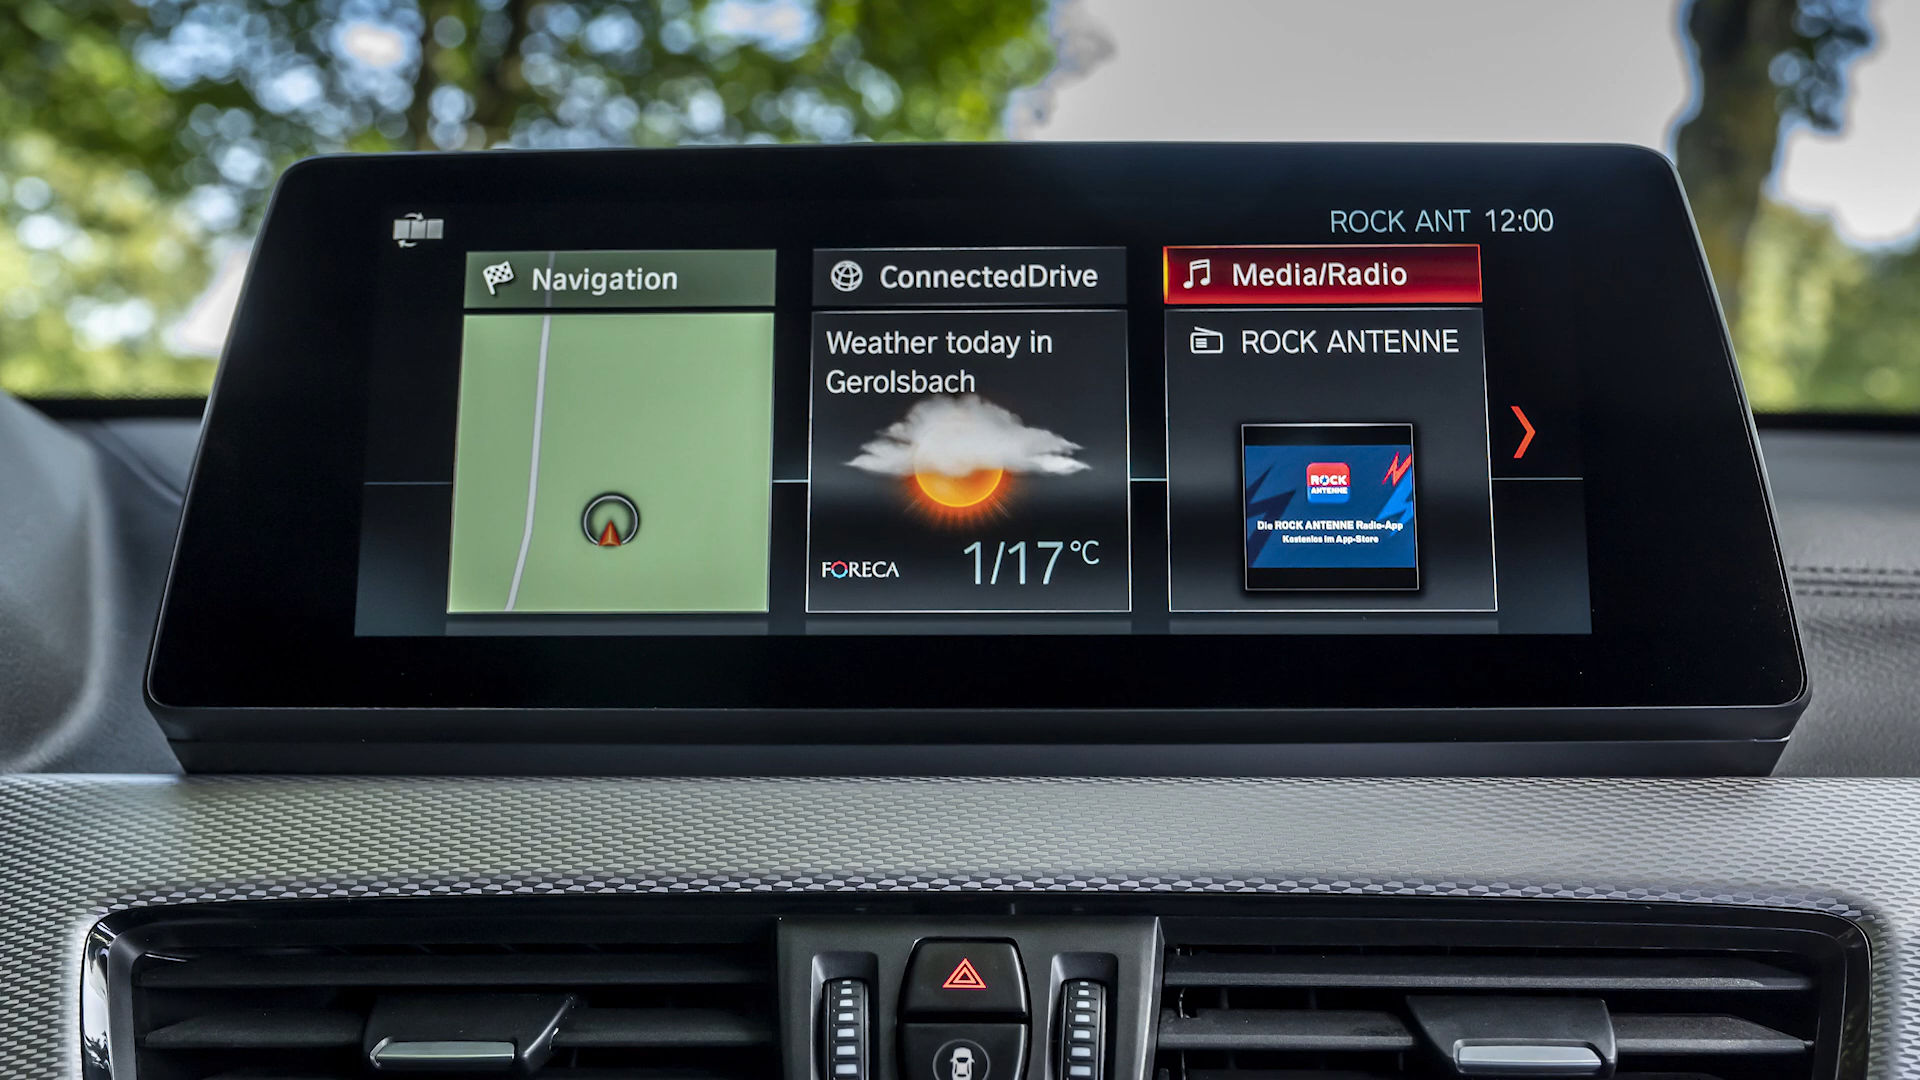 ROCK ANT 12:00
Navigation
ConnectedDrive
Weather today in
Gerolsbach
FORECA
1/17°C
Media/Radio
ROCK ANTENNE
ROCK
ANTENNE
Die ROCK ANTENNE Radio-App
Kostenlos im App-Store